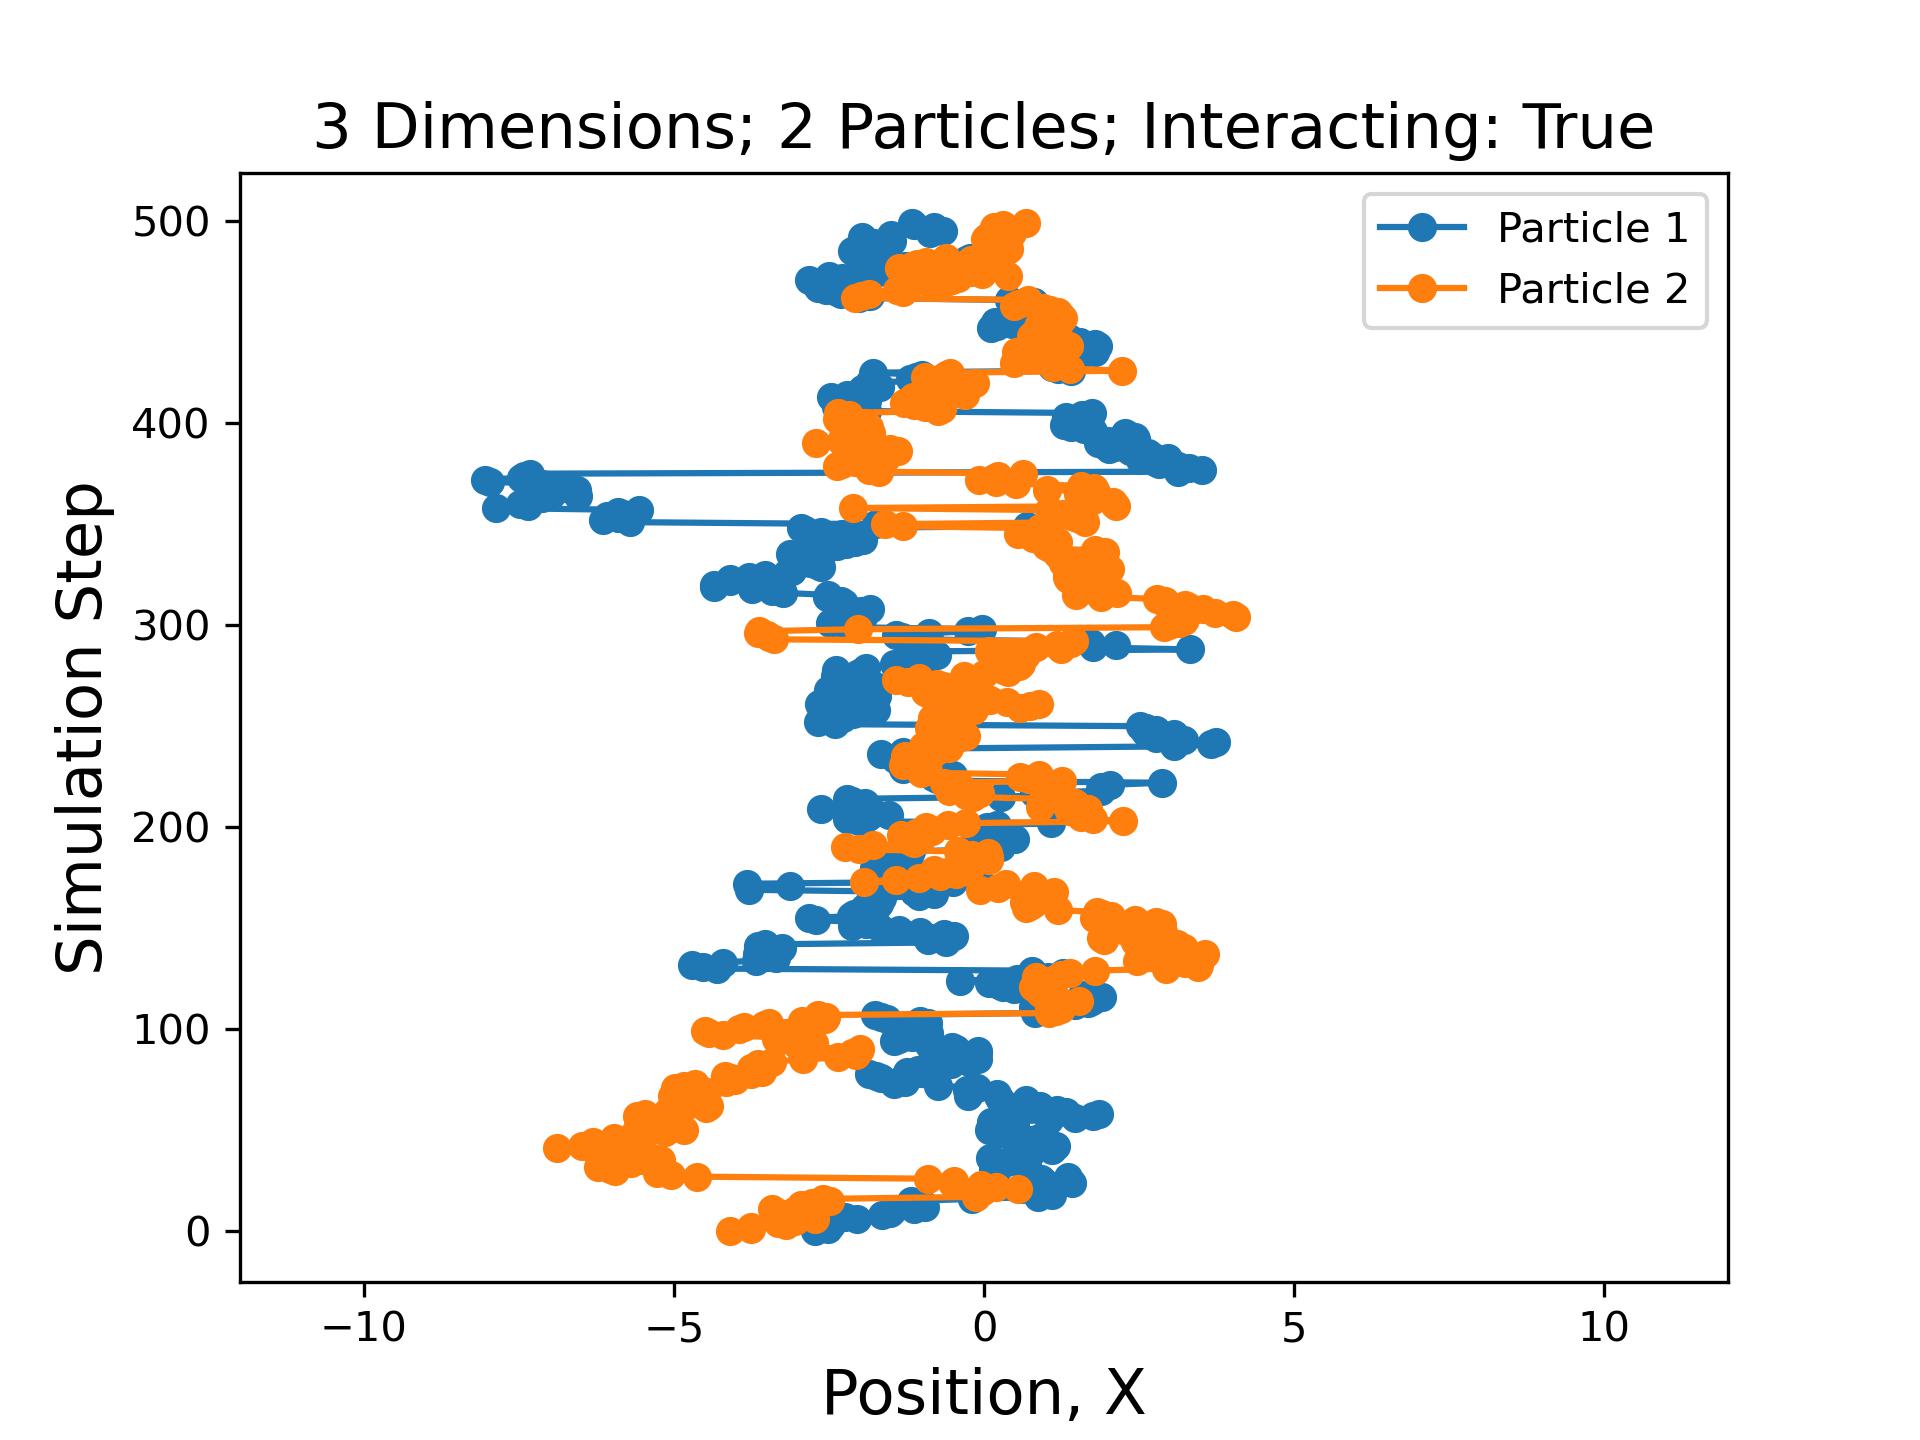 3 Dimensions; 2 Particles; Interacting: True
Particle 1
Particle 2
500
400
300
200
100
0
Simulation Step
−10
−5
0
5
10
Position, X